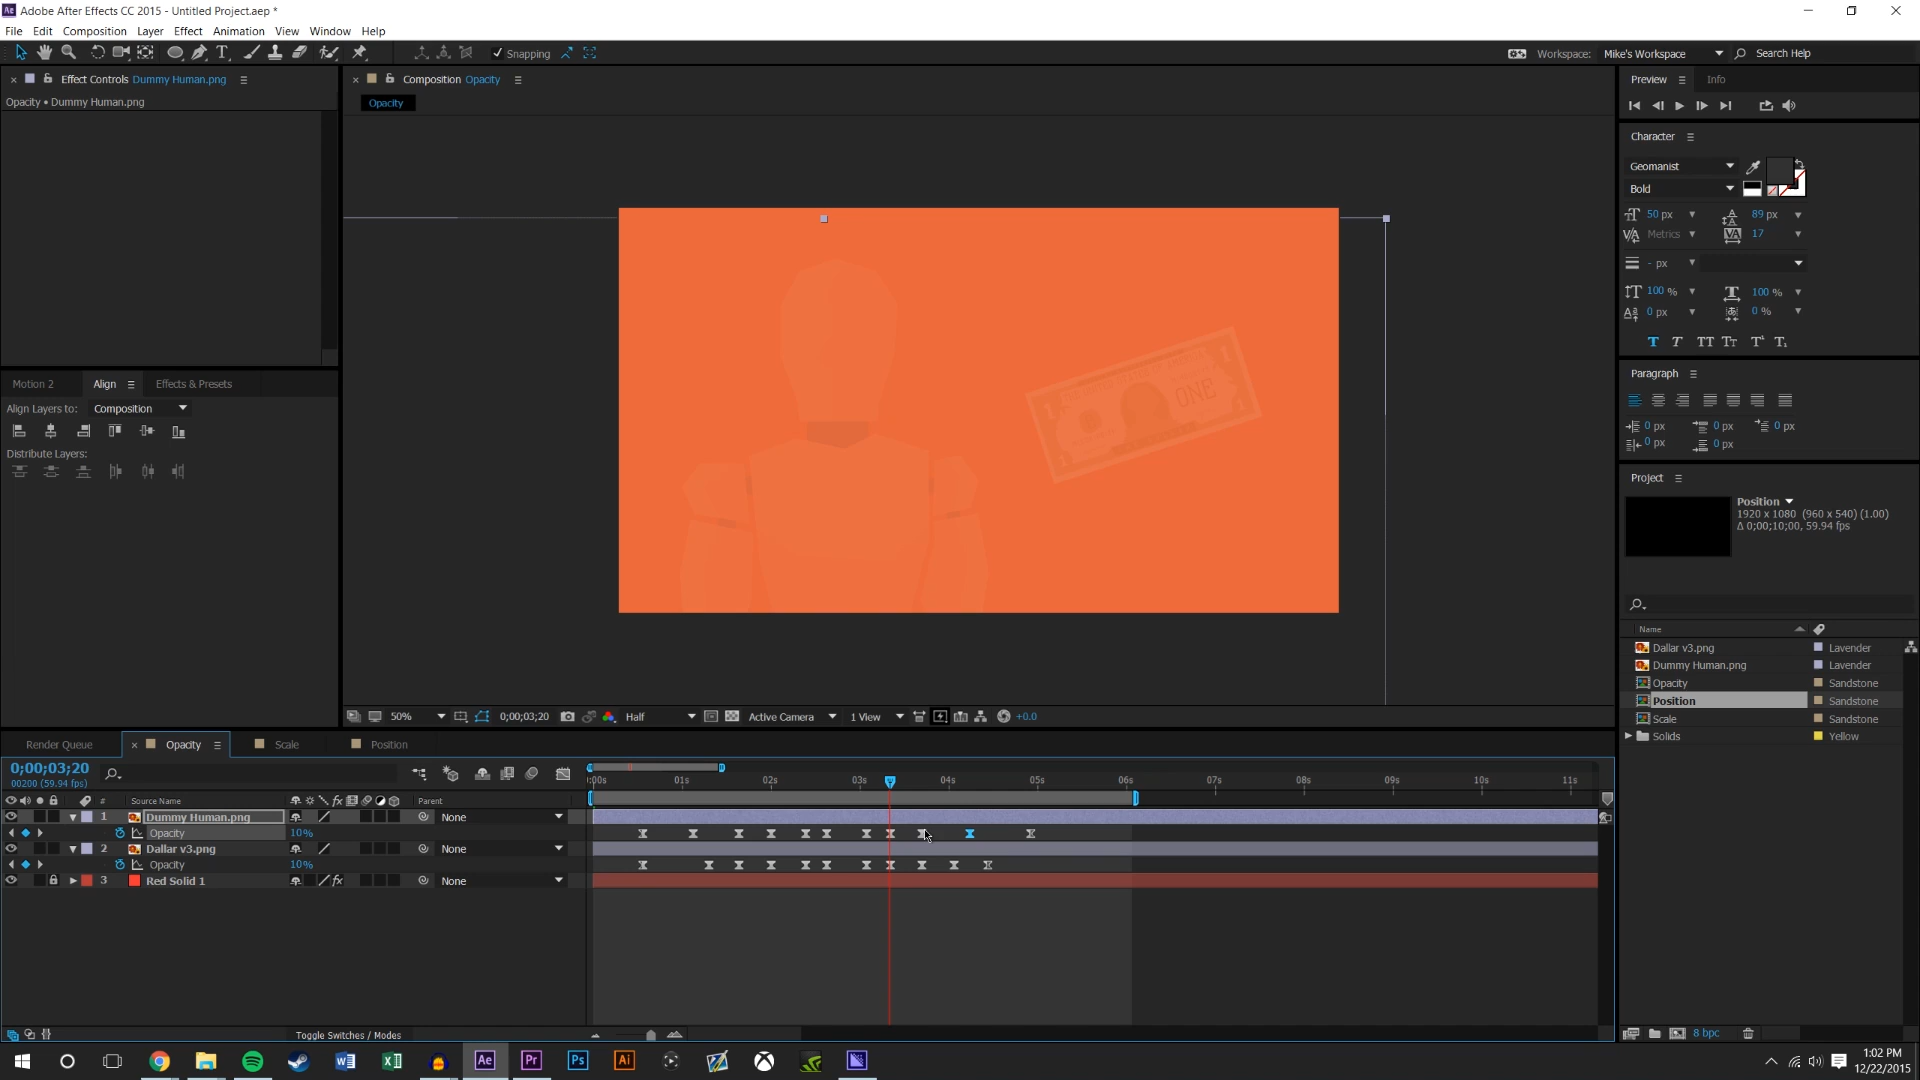 Adobe After Effects CC 2015 - Untitled Project.aep *
File Edit Composition Layer Effect Animation View Window Help
Snapping
Workspace: Mike's Workspace Search Help
Effect Controls Dummy Human.png
Opacity • Dummy Human.png
Composition Opacity
Opacity
Preview Info
Character
Geomanist
Bold
50 px 89 px
Metrics 17
- px
100 % 100 %
0 px 0 %
Paragraph
0 px 0 px 0 px
0 px 0 px
Motion 2 Align Effects & Presets
Align Layers to: Composition
Distribute Layers:
ONE
Project
Position
1920 x 1080 (960 x 540) (1.00)
Δ 0;00;10;00, 59.94 fps
Name
Dallar v3.png Lavender
Dummy Human.png Lavender
Opacity Sandstone
Position Sandstone
Scale Sandstone
Solids Yellow
50% 0;00;03;20 Half Active Camera 1 View +0.0
Render Queue Opacity Scale Position
0;00;03;20
00200 (59.94 fps)
:00s 01s 02s 03s 04s 05s 06s 07s 08s 09s 10s 11s
# Source Name Parent
1 Dummy Human.png None
Opacity 10%
2 Dallar v3.png None
Opacity 10%
3 Red Solid 1 None
Toggle Switches / Modes
8 bpc
Ae Pr Ps Ai
1:02 PM
12/22/2015